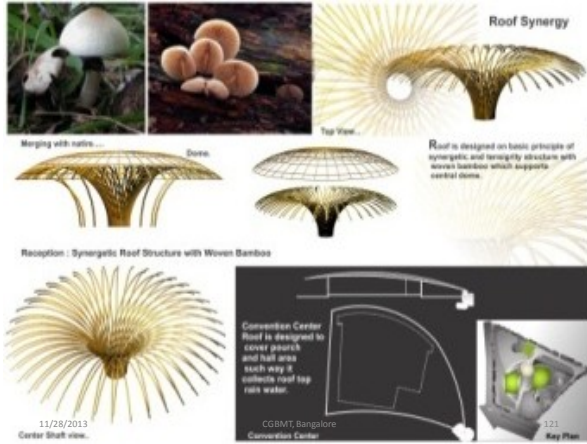 Roof Synergy
Top View..
Merging with natire....
Dome.
Roof is designed on basic principle of
synergetic and tensigrity structure with
woven bamboo which supports
central dome.
Reception : Synergetic Roof Structure with Woven Bamboo
Convention Center
Roof is designed to
cover pourch
and hall area
such way it
collects roof top
rain water.
Center Shaft view..
Convention Center
Key Plan
11/28/2013
CGBMT, Bangalore
121